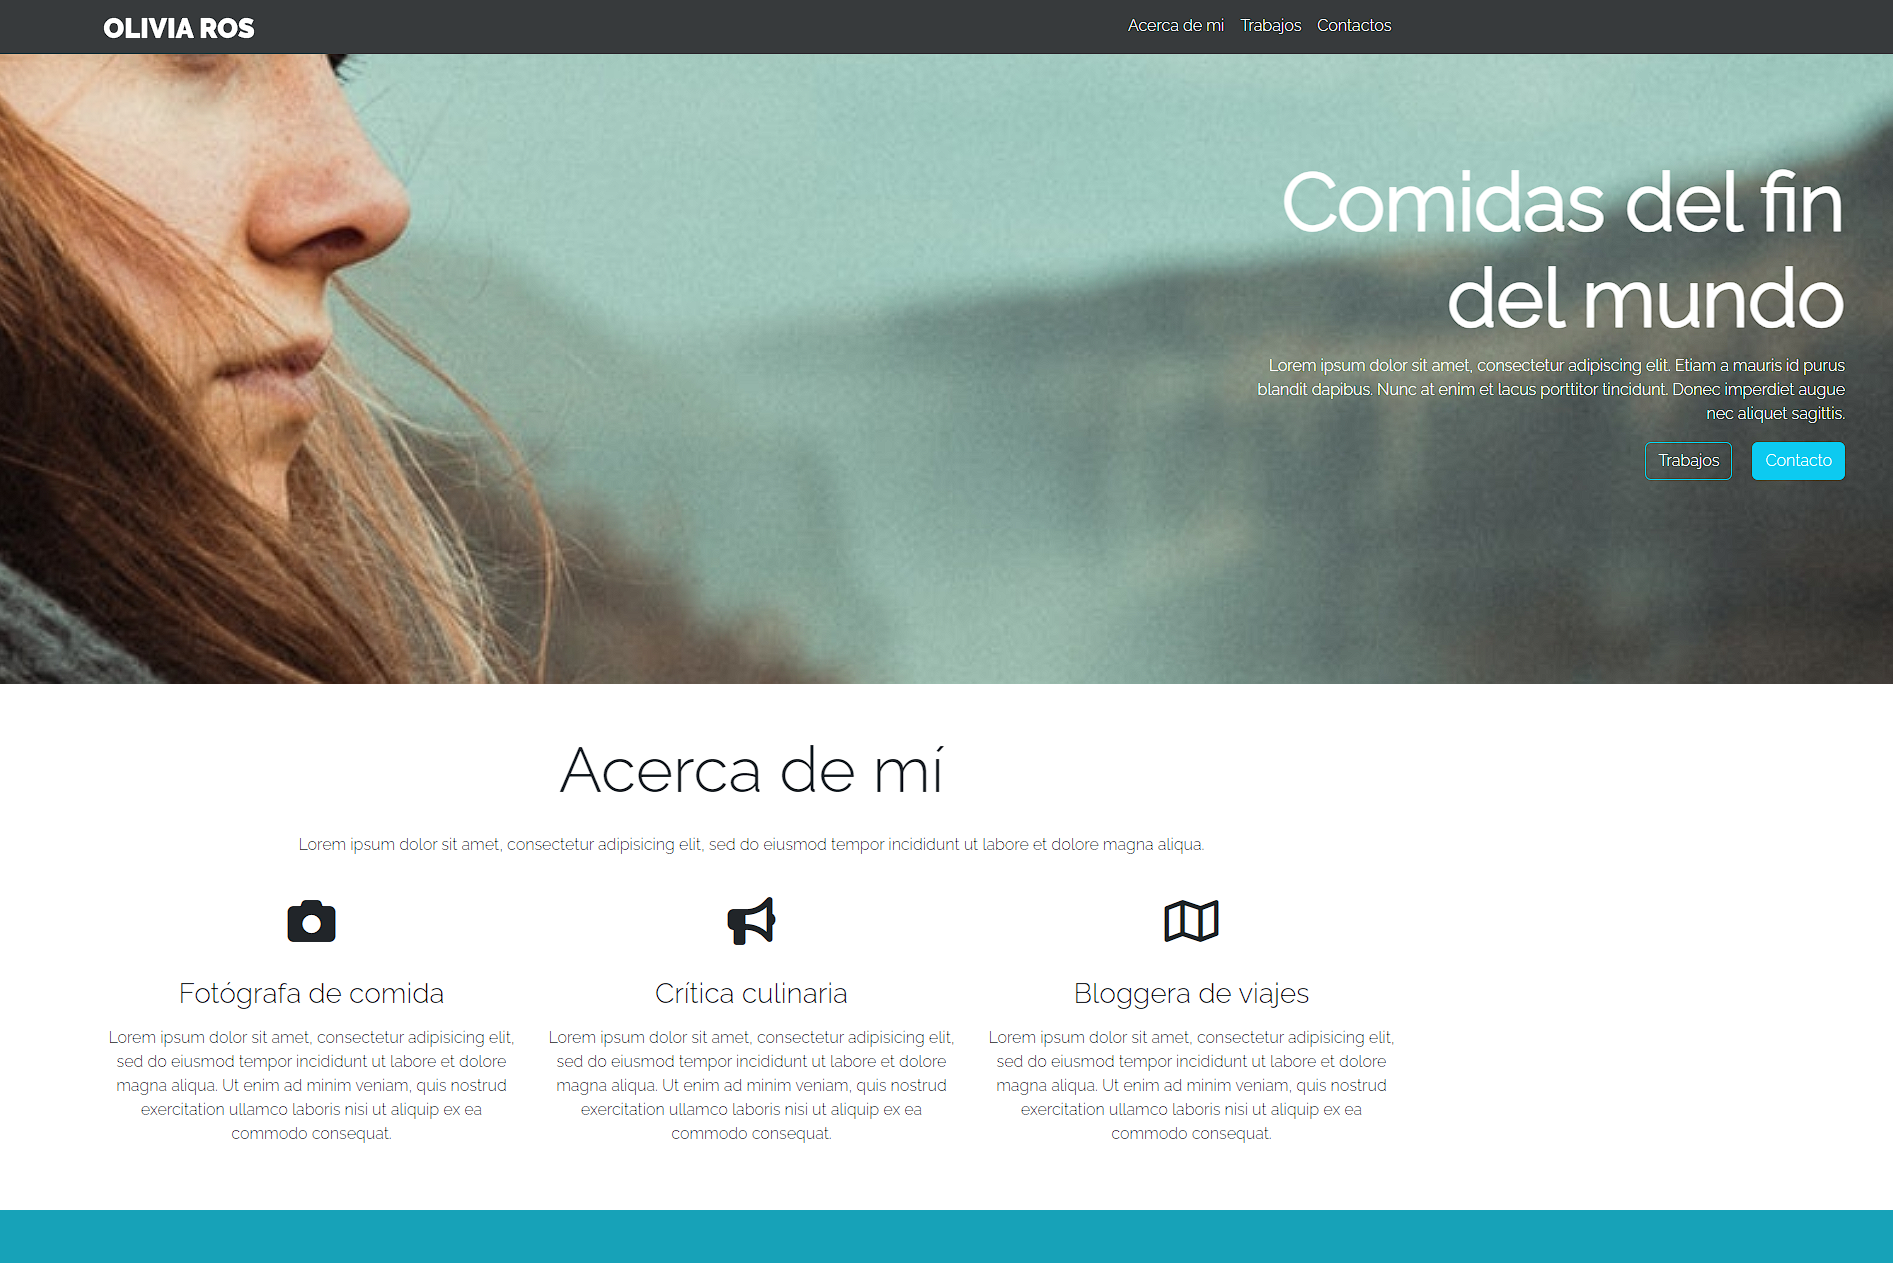 OLIVIA ROS
Acerca de mi Trabajos Contactos
Comidas del fin
del mundo
Lorem ipsum dolor sit amet, consectetur adipiscing elit. Etiam a mauris id purus
blandit dapibus. Nunc at enim et lacus porttitor tincidunt. Donec imperdiet augue
nec aliquet sagittis.
Trabajos Contacto
Acerca de mí
Lorem ipsum dolor sit amet, consectetur adipisicing elit, sed do eiusmod tempor incididunt ut labore et dolore magna aliqua.
Fotógrafa de comida
Lorem ipsum dolor sit amet, consectetur adipisicing elit,
sed do eiusmod tempor incididunt ut labore et dolore
magna aliqua. Ut enim ad minim veniam, quis nostrud
exercitation ullamco laboris nisi ut aliquip ex ea
commodo consequat.
Crítica culinaria
Lorem ipsum dolor sit amet, consectetur adipisicing elit,
sed do eiusmod tempor incididunt ut labore et dolore
magna aliqua. Ut enim ad minim veniam, quis nostrud
exercitation ullamco laboris nisi ut aliquip ex ea
commodo consequat.
Bloggera de viajes
Lorem ipsum dolor sit amet, consectetur adipisicing elit,
sed do eiusmod tempor incididunt ut labore et dolore
magna aliqua. Ut enim ad minim veniam, quis nostrud
exercitation ullamco laboris nisi ut aliquip ex ea
commodo consequat.